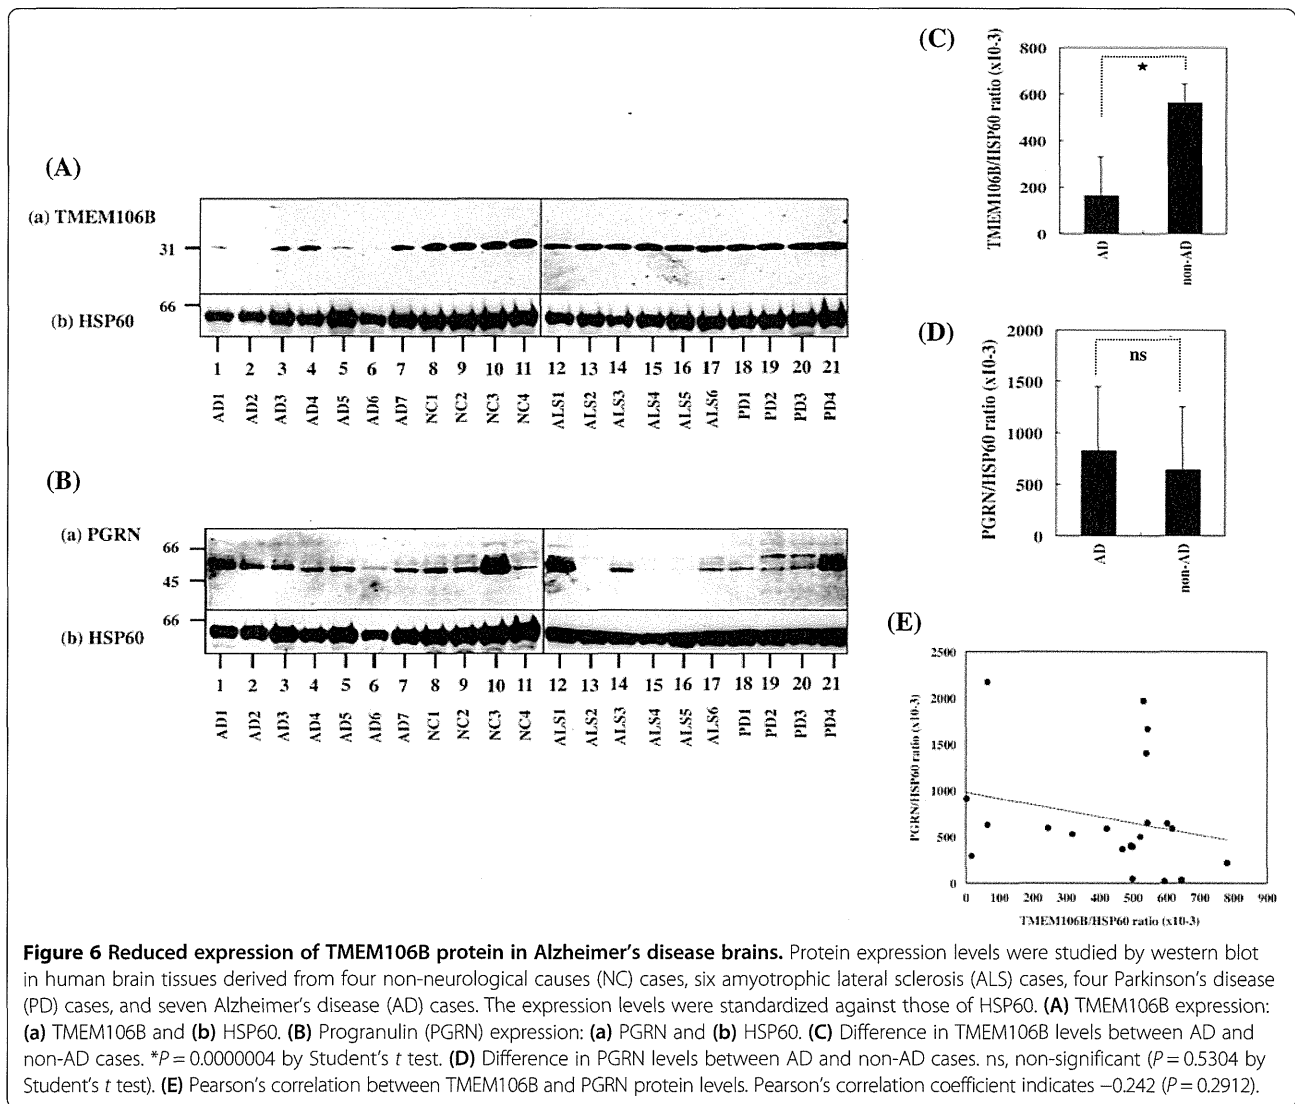 (A)
(a) TMEM106B
31
66
(b) HSP60
1 2 3 4 5 6 7 8 9 10 11 12 13 14 15 16 17 18 19 20 21
AD1 AD2 AD3 AD4 AD5 AD6 AD7 NC1 NC2 NC3 NC4 ALS1 ALS2 ALS3 ALS4 ALS5 ALS6 PD1 PD2 PD3 PD4
(B)
(a) PGRN
66
45
66
(b) HSP60
1 2 3 4 5 6 7 8 9 10 11 12 13 14 15 16 17 18 19 20 21
AD1 AD2 AD3 AD4 AD5 AD6 AD7 NC1 NC2 NC3 NC4 ALS1 ALS2 ALS3 ALS4 ALS5 ALS6 PD1 PD2 PD3 PD4
(C)
TMEM106B/HSP60 ratio (x10-3)
800
600
400
200
0
★
AD non-AD
(D)
PGRN/HSP60 ratio (x10-3)
2000
1500
1000
500
0
ns
AD non-AD
(E)
PGRN/HSP60 ratio (x10-3)
2500
2000
1500
1000
500
0
0 100 200 300 400 500 600 700 800 900
TMEM106B/HSP60 ratio (x10-3)
Figure 6 Reduced expression of TMEM106B protein in Alzheimer's disease brains. Protein expression levels were studied by western blot
in human brain tissues derived from four non-neurological causes (NC) cases, six amyotrophic lateral sclerosis (ALS) cases, four Parkinson's disease
(PD) cases, and seven Alzheimer's disease (AD) cases. The expression levels were standardized against those of HSP60. (A) TMEM106B expression:
(a) TMEM106B and (b) HSP60. (B) Progranulin (PGRN) expression: (a) PGRN and (b) HSP60. (C) Difference in TMEM106B levels between AD and
non-AD cases. *P = 0.0000004 by Student's t test. (D) Difference in PGRN levels between AD and non-AD cases. ns, non-significant (P = 0.5304 by
Student's t test). (E) Pearson's correlation between TMEM106B and PGRN protein levels. Pearson's correlation coefficient indicates −0.242 (P = 0.2912).